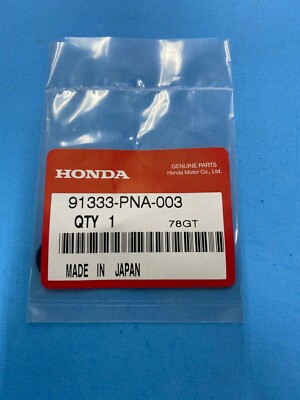 GENUINE PARTS
HONDA Honda Motor Co., Ltd.
91333-PNA-003
QTY 1 78GT
MADE IN JAPAN